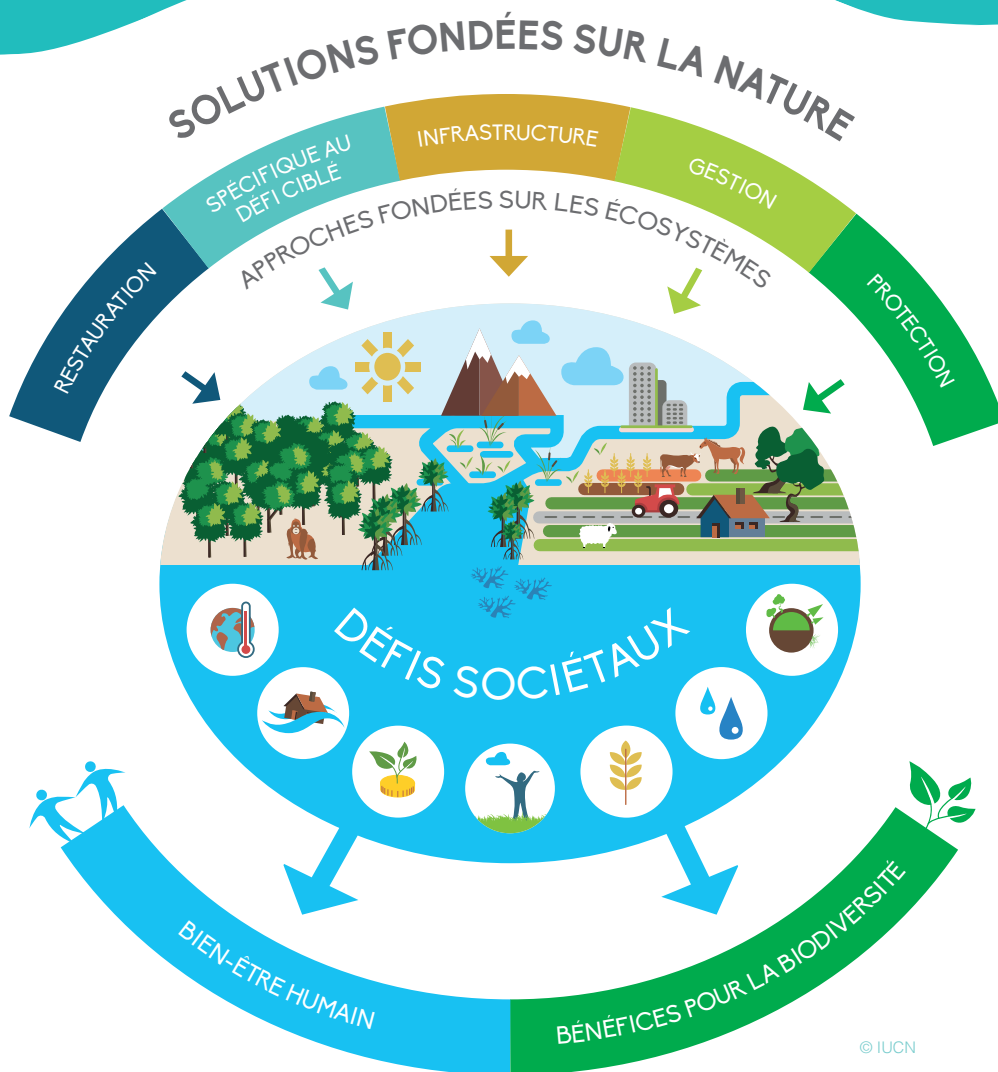 SOLUTIONS FONDÉES SUR LA NATURE
RESTAURATION
SPÉCIFIQUE AU
DÉFI CIBLÉ
INFRASTRUCTURE
GESTION
PROTECTION
APPROCHES FONDÉES SUR LES ÉCOSYSTÈMES
DÉFIS SOCIÉTAUX
BIEN-ÊTRE HUMAIN
BÉNÉFICES POUR LA BIODIVERSITÉ
© IUCN